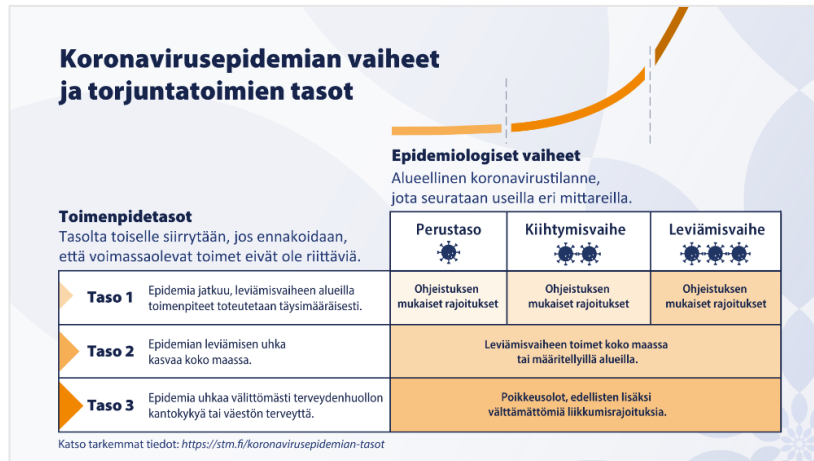 Koronavirusepidemian vaiheet
ja torjuntatoimien tasot
Epidemiologiset vaiheet
Alueellinen koronavirustilanne,
jota seurataan useilla eri mittareilla.
Toimenpidetasot
Tasolta toiselle siirrytään, jos ennakoidaan,
että voimassaolevat toimet eivät ole riittäviä.
Perustaso
Kiihtymisvaihe
Leviämisvaihe
Taso 1
Epidemia jatkuu, leviämisvaiheen alueilla
toimenpiteet toteutetaan täysimääräisesti.
Ohjeistuksen
mukaiset rajoitukset
Ohjeistuksen
mukaiset rajoitukset
Ohjeistuksen
mukaiset rajoitukset
Taso 2
Epidemian leviämisen uhka
kasvaa koko maassa.
Leviämisvaiheen toimet koko maassa
tai määritellyillä alueilla.
Taso 3
Epidemia uhkaa välittömästi terveydenhuollon
kantokykyä tai väestön terveyttä.
Poikkeusolot, edellisten lisäksi
välttämättömiä liikkumisrajoituksia.
Katso tarkemmat tiedot: https://stm.fi/koronavirusepidemian-tasot